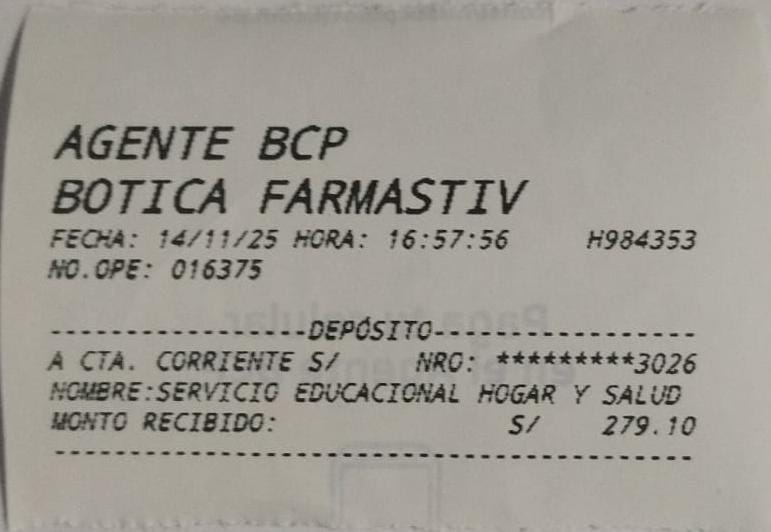 AGENTE BCP
BOTICA FARMASTIV
FECHA: 14/11/25 HORA: 16:57:56 H984353
NO.OPE: 016375
------------------DEPÓSITO------------------
A CTA. CORRIENTE S/ NRO: *********3026
NOMBRE:SERVICIO EDUCACIONAL HOGAR Y SALUD
MONTO RECIBIDO: S/ 279.10
--------------------------------------------